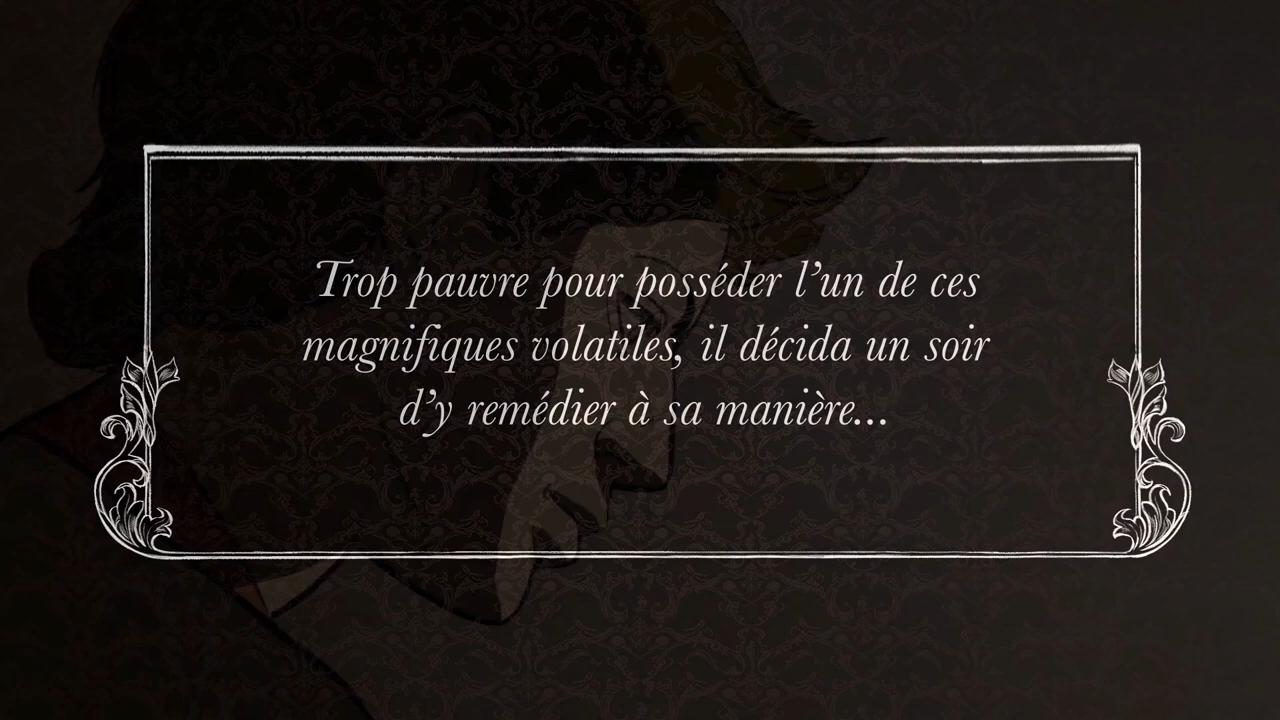 Trop pauvre pour posséder l’un de ces
magnifiques volatiles, il décida un soir
d’y remédier à sa manière...